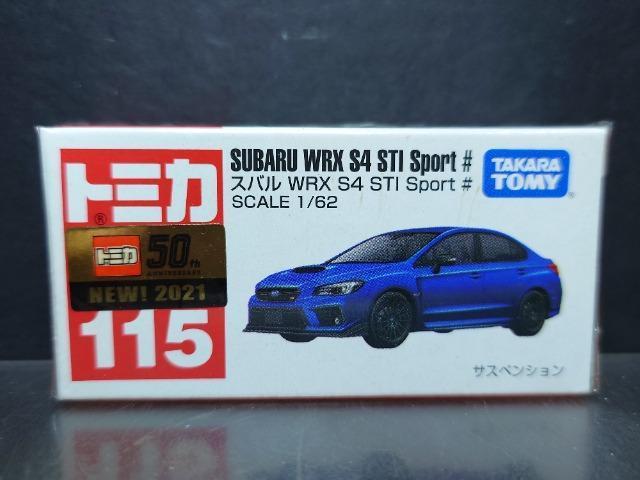 トミカ
®
トミカ 50th
ANNIVERSARY
NEW! 2021
115
SUBARU WRX S4 STI Sport #
スバル WRX S4 STI Sport #
SCALE 1/62
TAKARA
TOMY
サスペンション